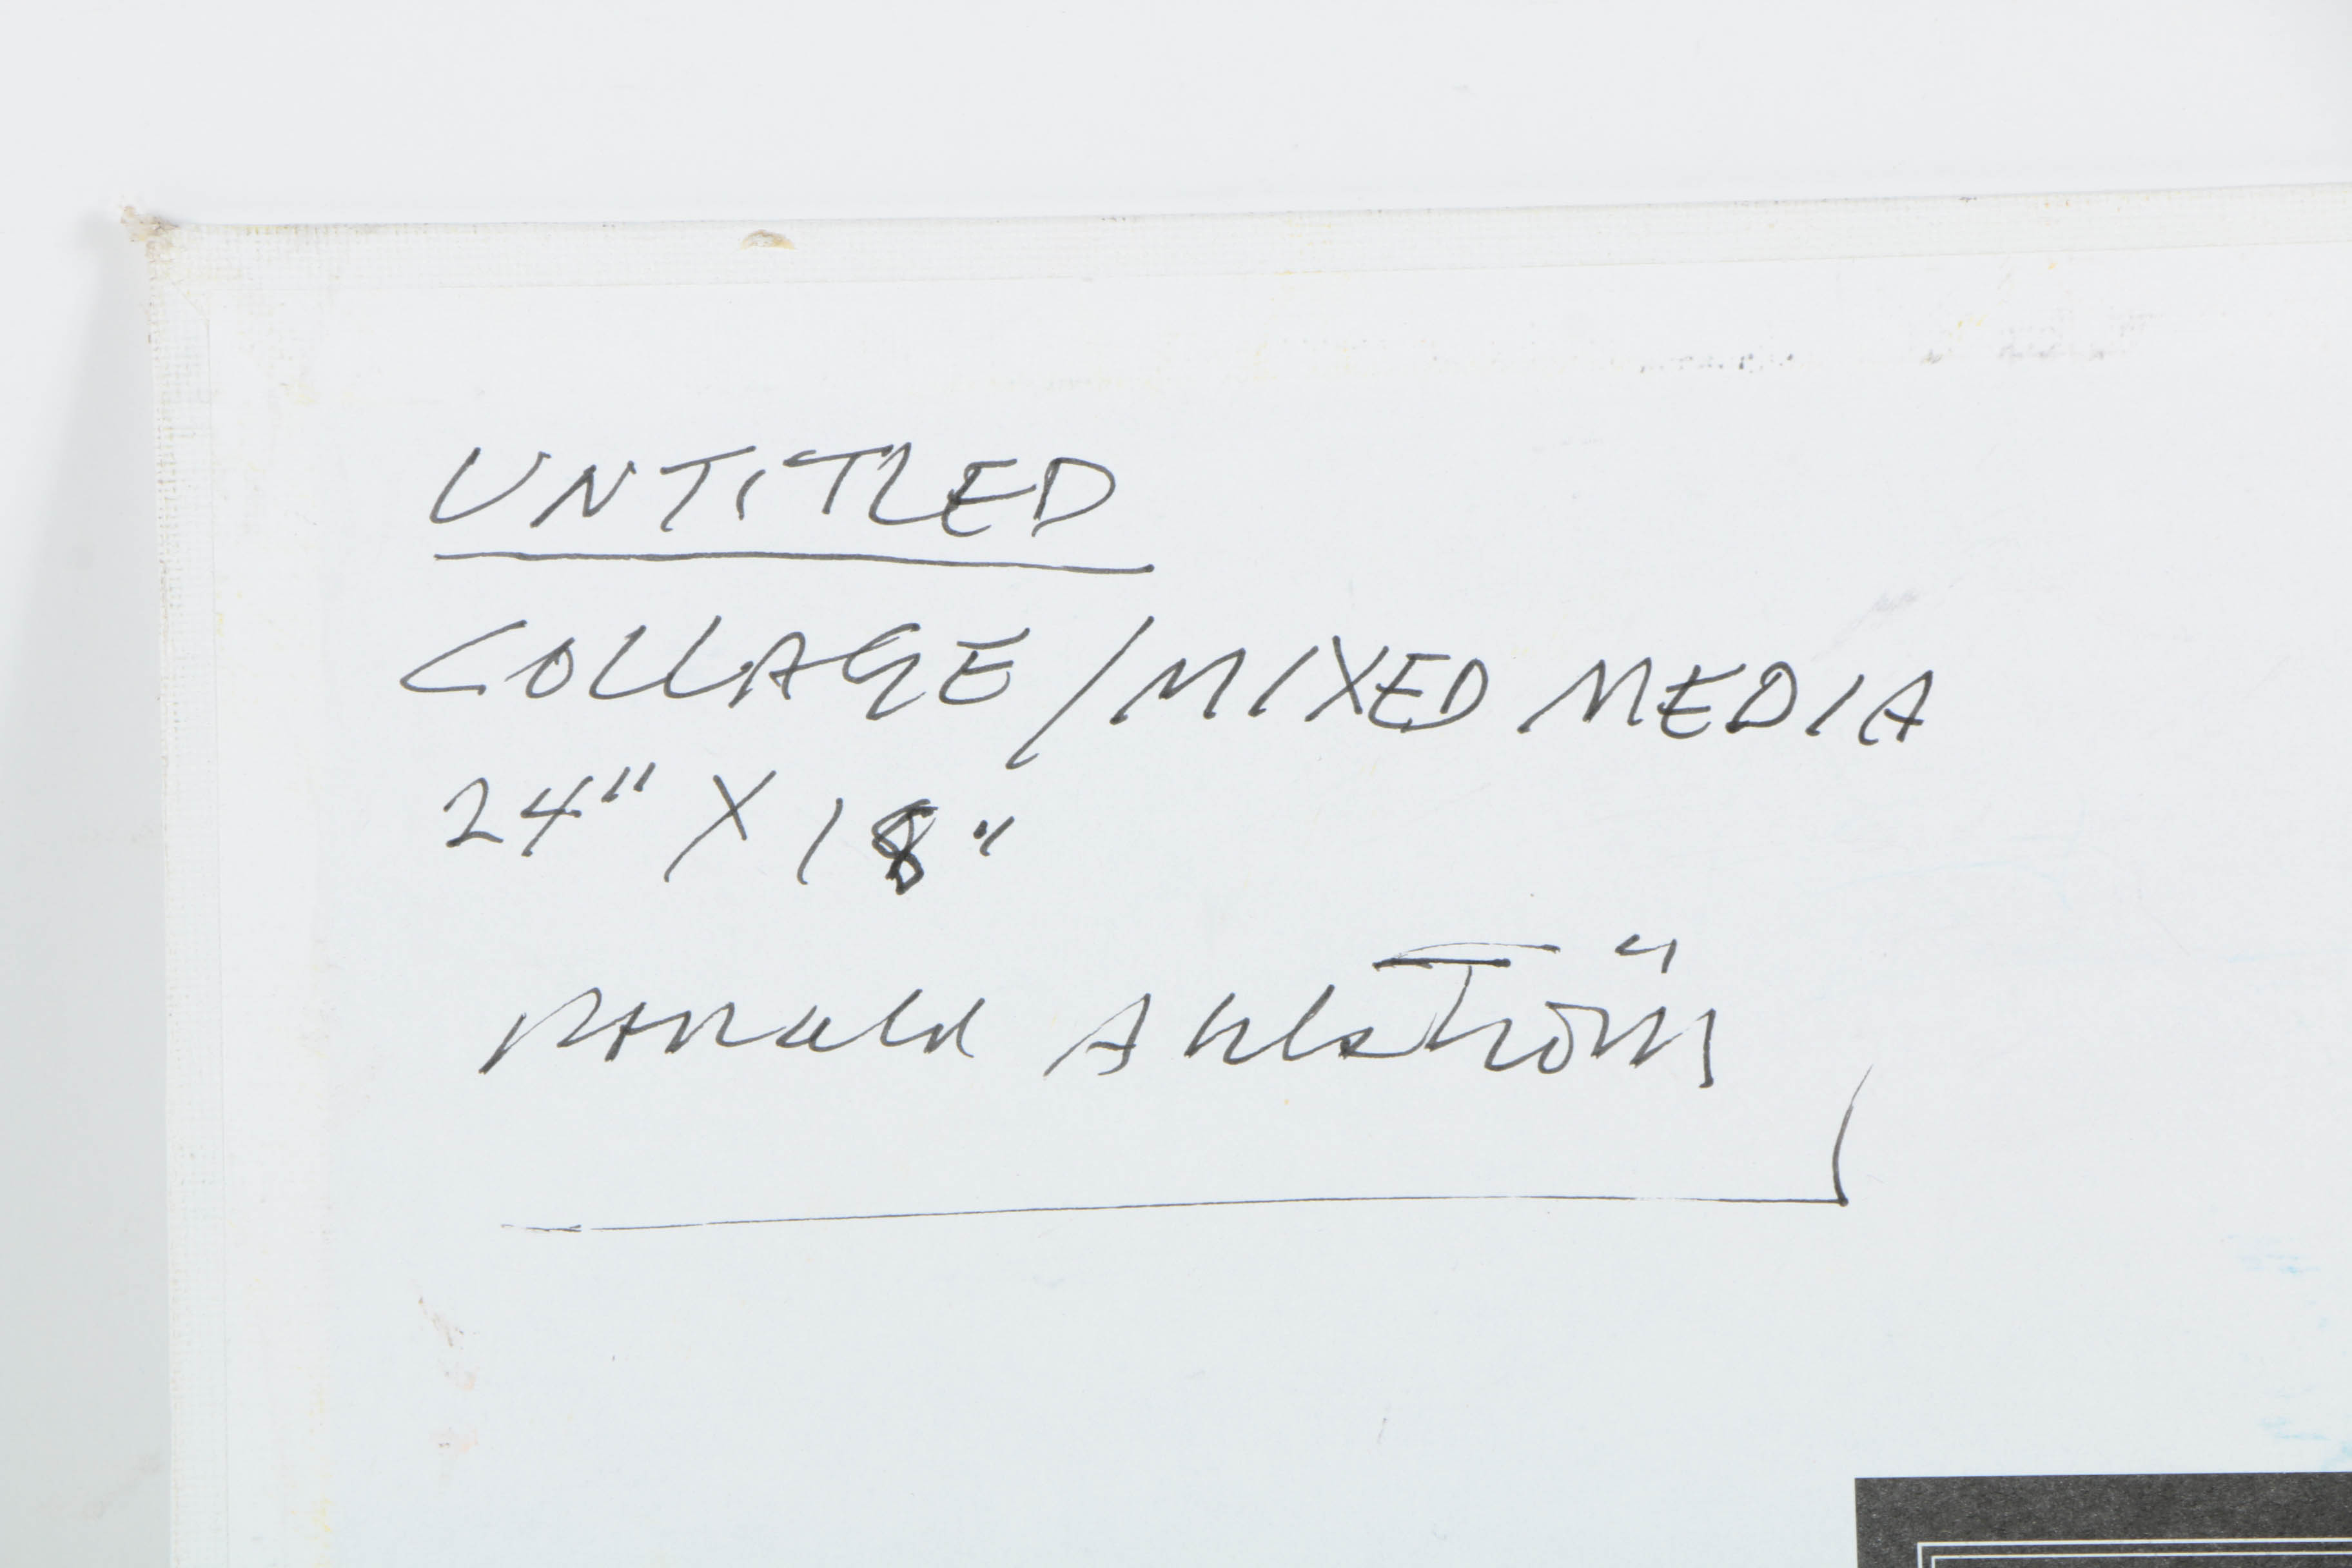 UNTITLED
COLLAGE/MIXED MEDIA
24" X 18"
Ronald Ahlström